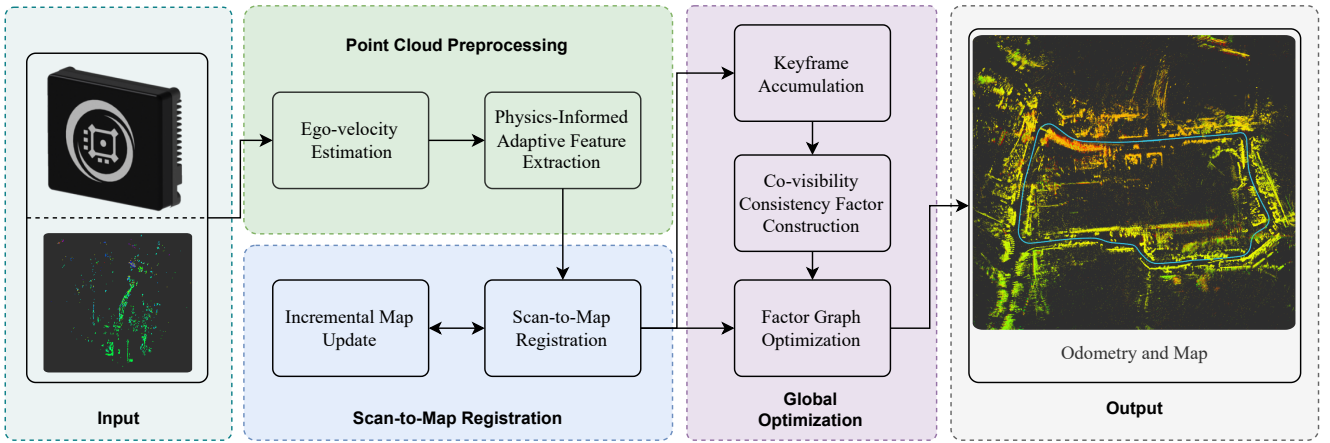 Point Cloud Preprocessing
Ego-velocity
Estimation
Physics-Informed
Adaptive Feature
Extraction
Incremental Map
Update
Scan-to-Map
Registration
Keyframe
Accumulation
Co-visibility
Consistency Factor
Construction
Factor Graph
Optimization
Odometry and Map
Input
Scan-to-Map Registration
Global
Optimization
Output